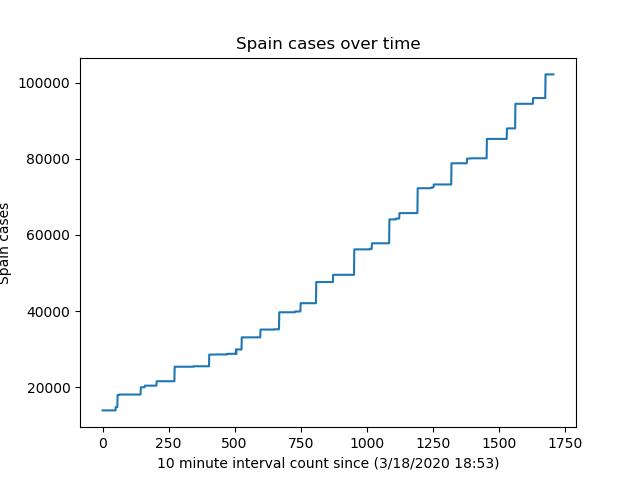 Spain cases over time
100000
80000
60000
40000
20000
Spain cases
0 250 500 750 1000 1250 1500 1750
10 minute interval count since (3/18/2020 18:53)